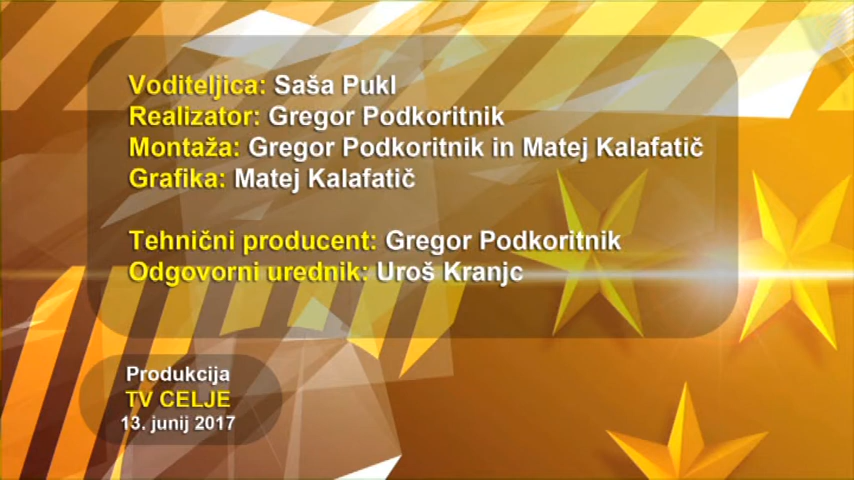 Voditeljica: Saša Pukl
Realizator: Gregor Podkoritnik
Montaža: Gregor Podkoritnik in Matej Kalafatič
Grafika: Matej Kalafatič
Tehnični producent: Gregor Podkoritnik
Odgovorni urednik: Uroš Kranjc
Produkcija
TV CELJE
13. junij 2017